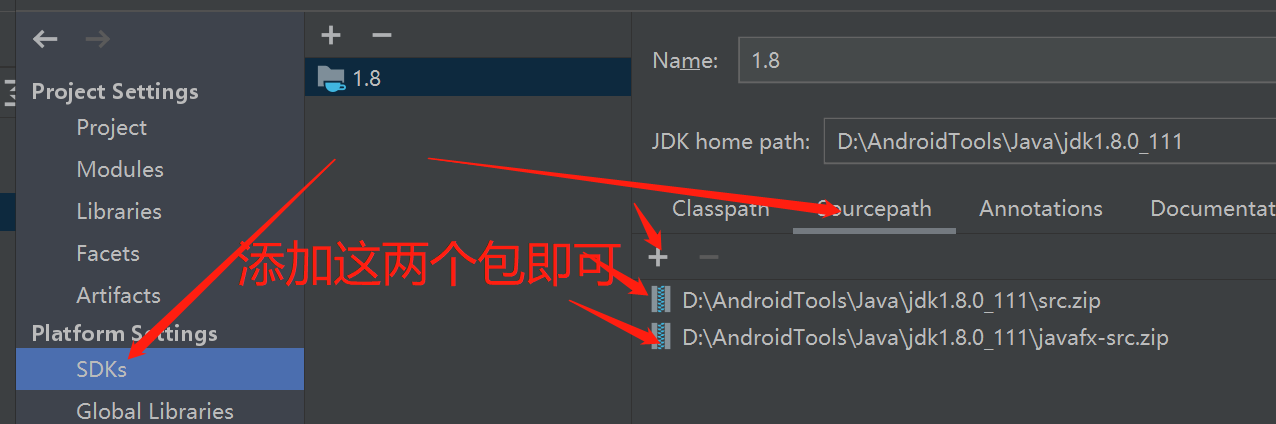 Project Settings
Project
Modules
Libraries
Facets
Artifacts
Platform Settings
SDKs
Global Libraries
1.8
Name: 1.8
JDK home path: D:\AndroidTools\Java\jdk1.8.0_111
Classpath Sourcepath Annotations Documentat
添加这两个包即可
D:\AndroidTools\Java\jdk1.8.0_111\src.zip
D:\AndroidTools\Java\jdk1.8.0_111\javafx-src.zip